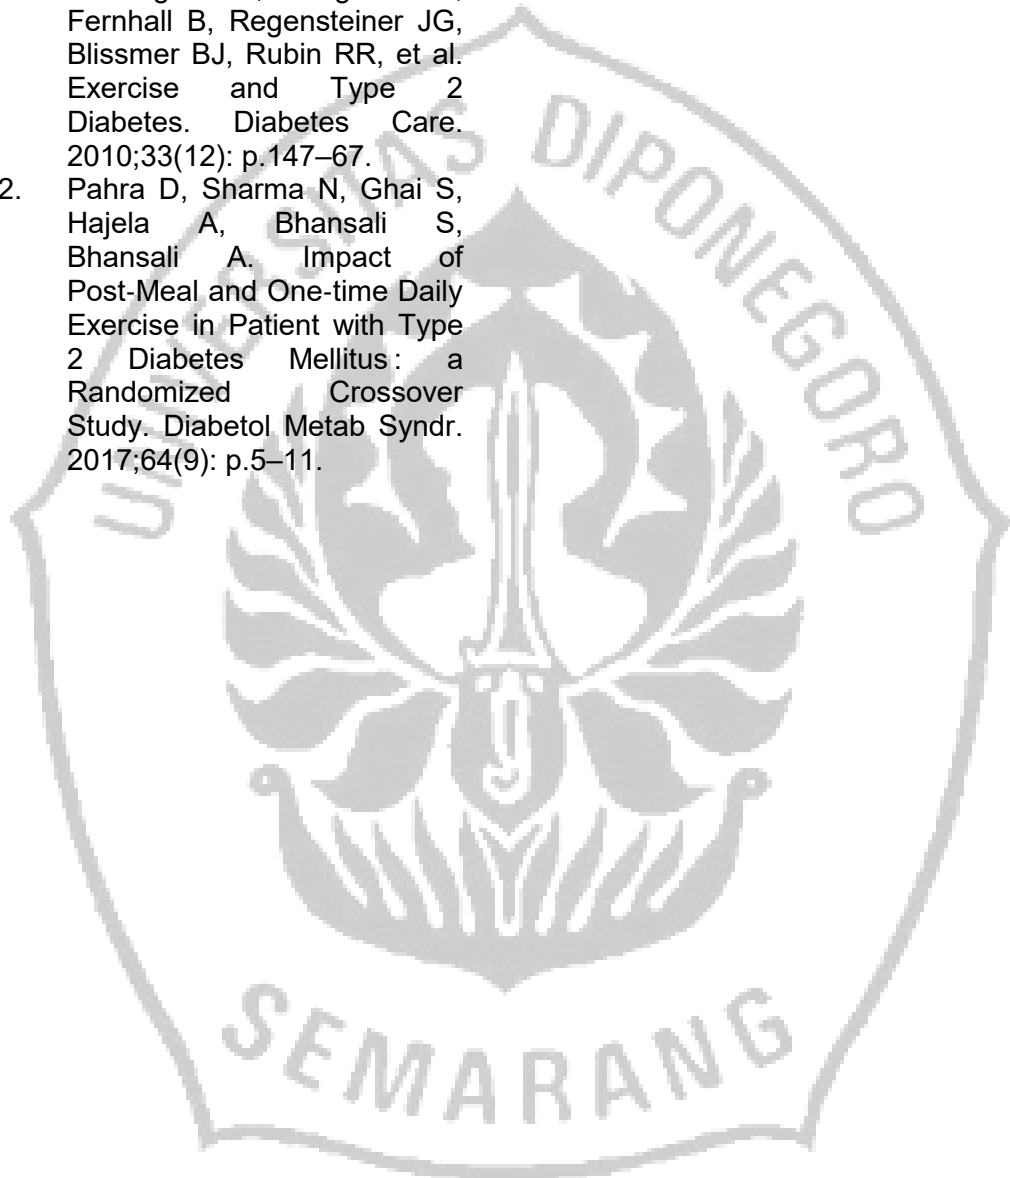 Fernhall B, Regensteiner JG,
Blissmer BJ, Rubin RR, et al.
Exercise and Type 2
Diabetes. Diabetes Care.
2010;33(12): p.147–67.
2. Pahra D, Sharma N, Ghai S,
Hajela A, Bhansali S,
Bhansali A. Impact of
Post-Meal and One-time Daily
Exercise in Patient with Type
2 Diabetes Mellitus : a
Randomized Crossover
Study. Diabetol Metab Syndr.
2017;64(9): p.5–11.
UNIVERSITAS DIPONEGORO
SEMARANG